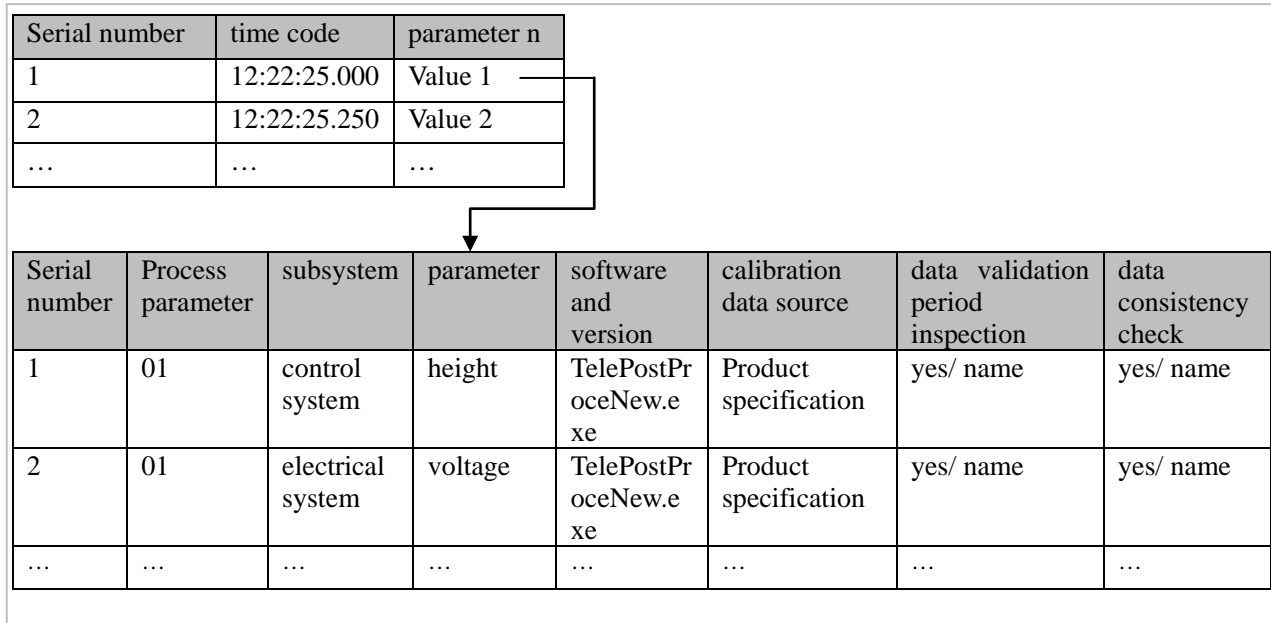 Serial number time code parameter n
1 12:22:25.000 Value 1
2 12:22:25.250 Value 2
… … …
Serial Process subsystem parameter software calibration data validation data
number parameter and data source period consistency
version inspection check
1 01 control height TelePostPr Product yes/ name yes/ name
system oceNew.e specification
xe
2 01 electrical voltage TelePostPr Product yes/ name yes/ name
system oceNew.e specification
xe
… … … … … … … …